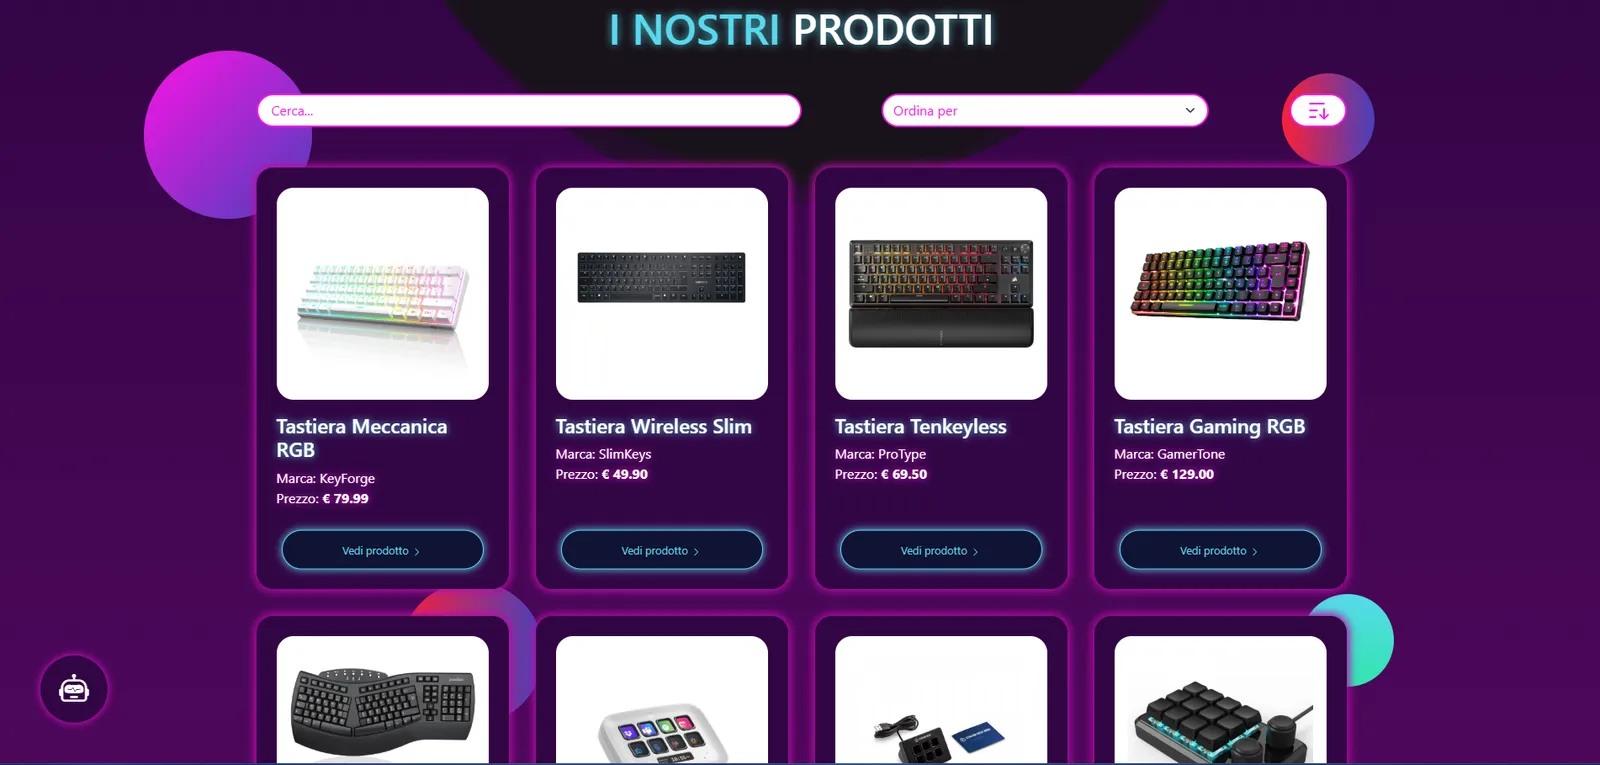 I NOSTRI PRODOTTI
Cerca...
Ordina per
Tastiera Meccanica
RGB
Marca: KeyForge
Prezzo: € 79.99
Vedi prodotto
Tastiera Wireless Slim
Marca: SlimKeys
Prezzo: € 49.90
Vedi prodotto
Tastiera Tenkeyless
Marca: ProType
Prezzo: € 69.50
Vedi prodotto
Tastiera Gaming RGB
Marca: GamerTone
Prezzo: € 129.00
Vedi prodotto